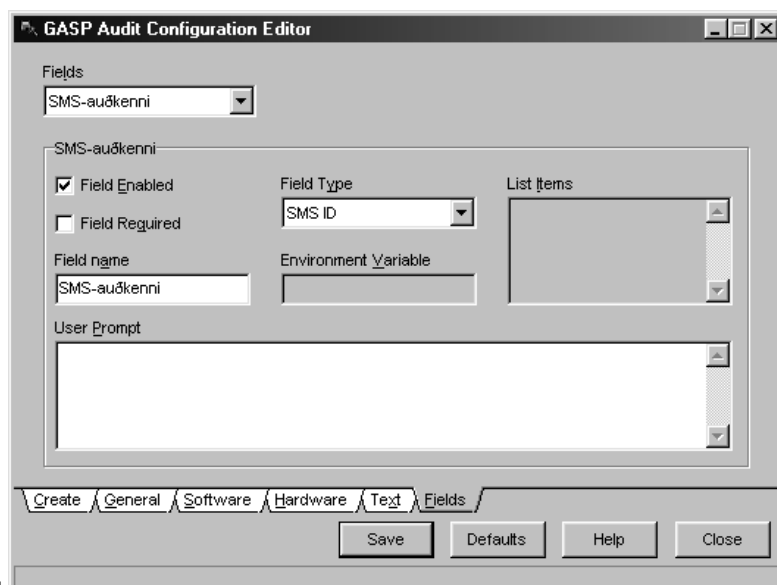 GASP Audit Configuration Editor
Fields
SMS-auðkenni
SMS-auðkenni
Field Enabled
Field Type
List Items
SMS ID
Field Required
Field name
Environment Variable
SMS-auðkenni
User Prompt
Create
General
Software
Hardware
Text
Fields
Save
Defaults
Help
Close